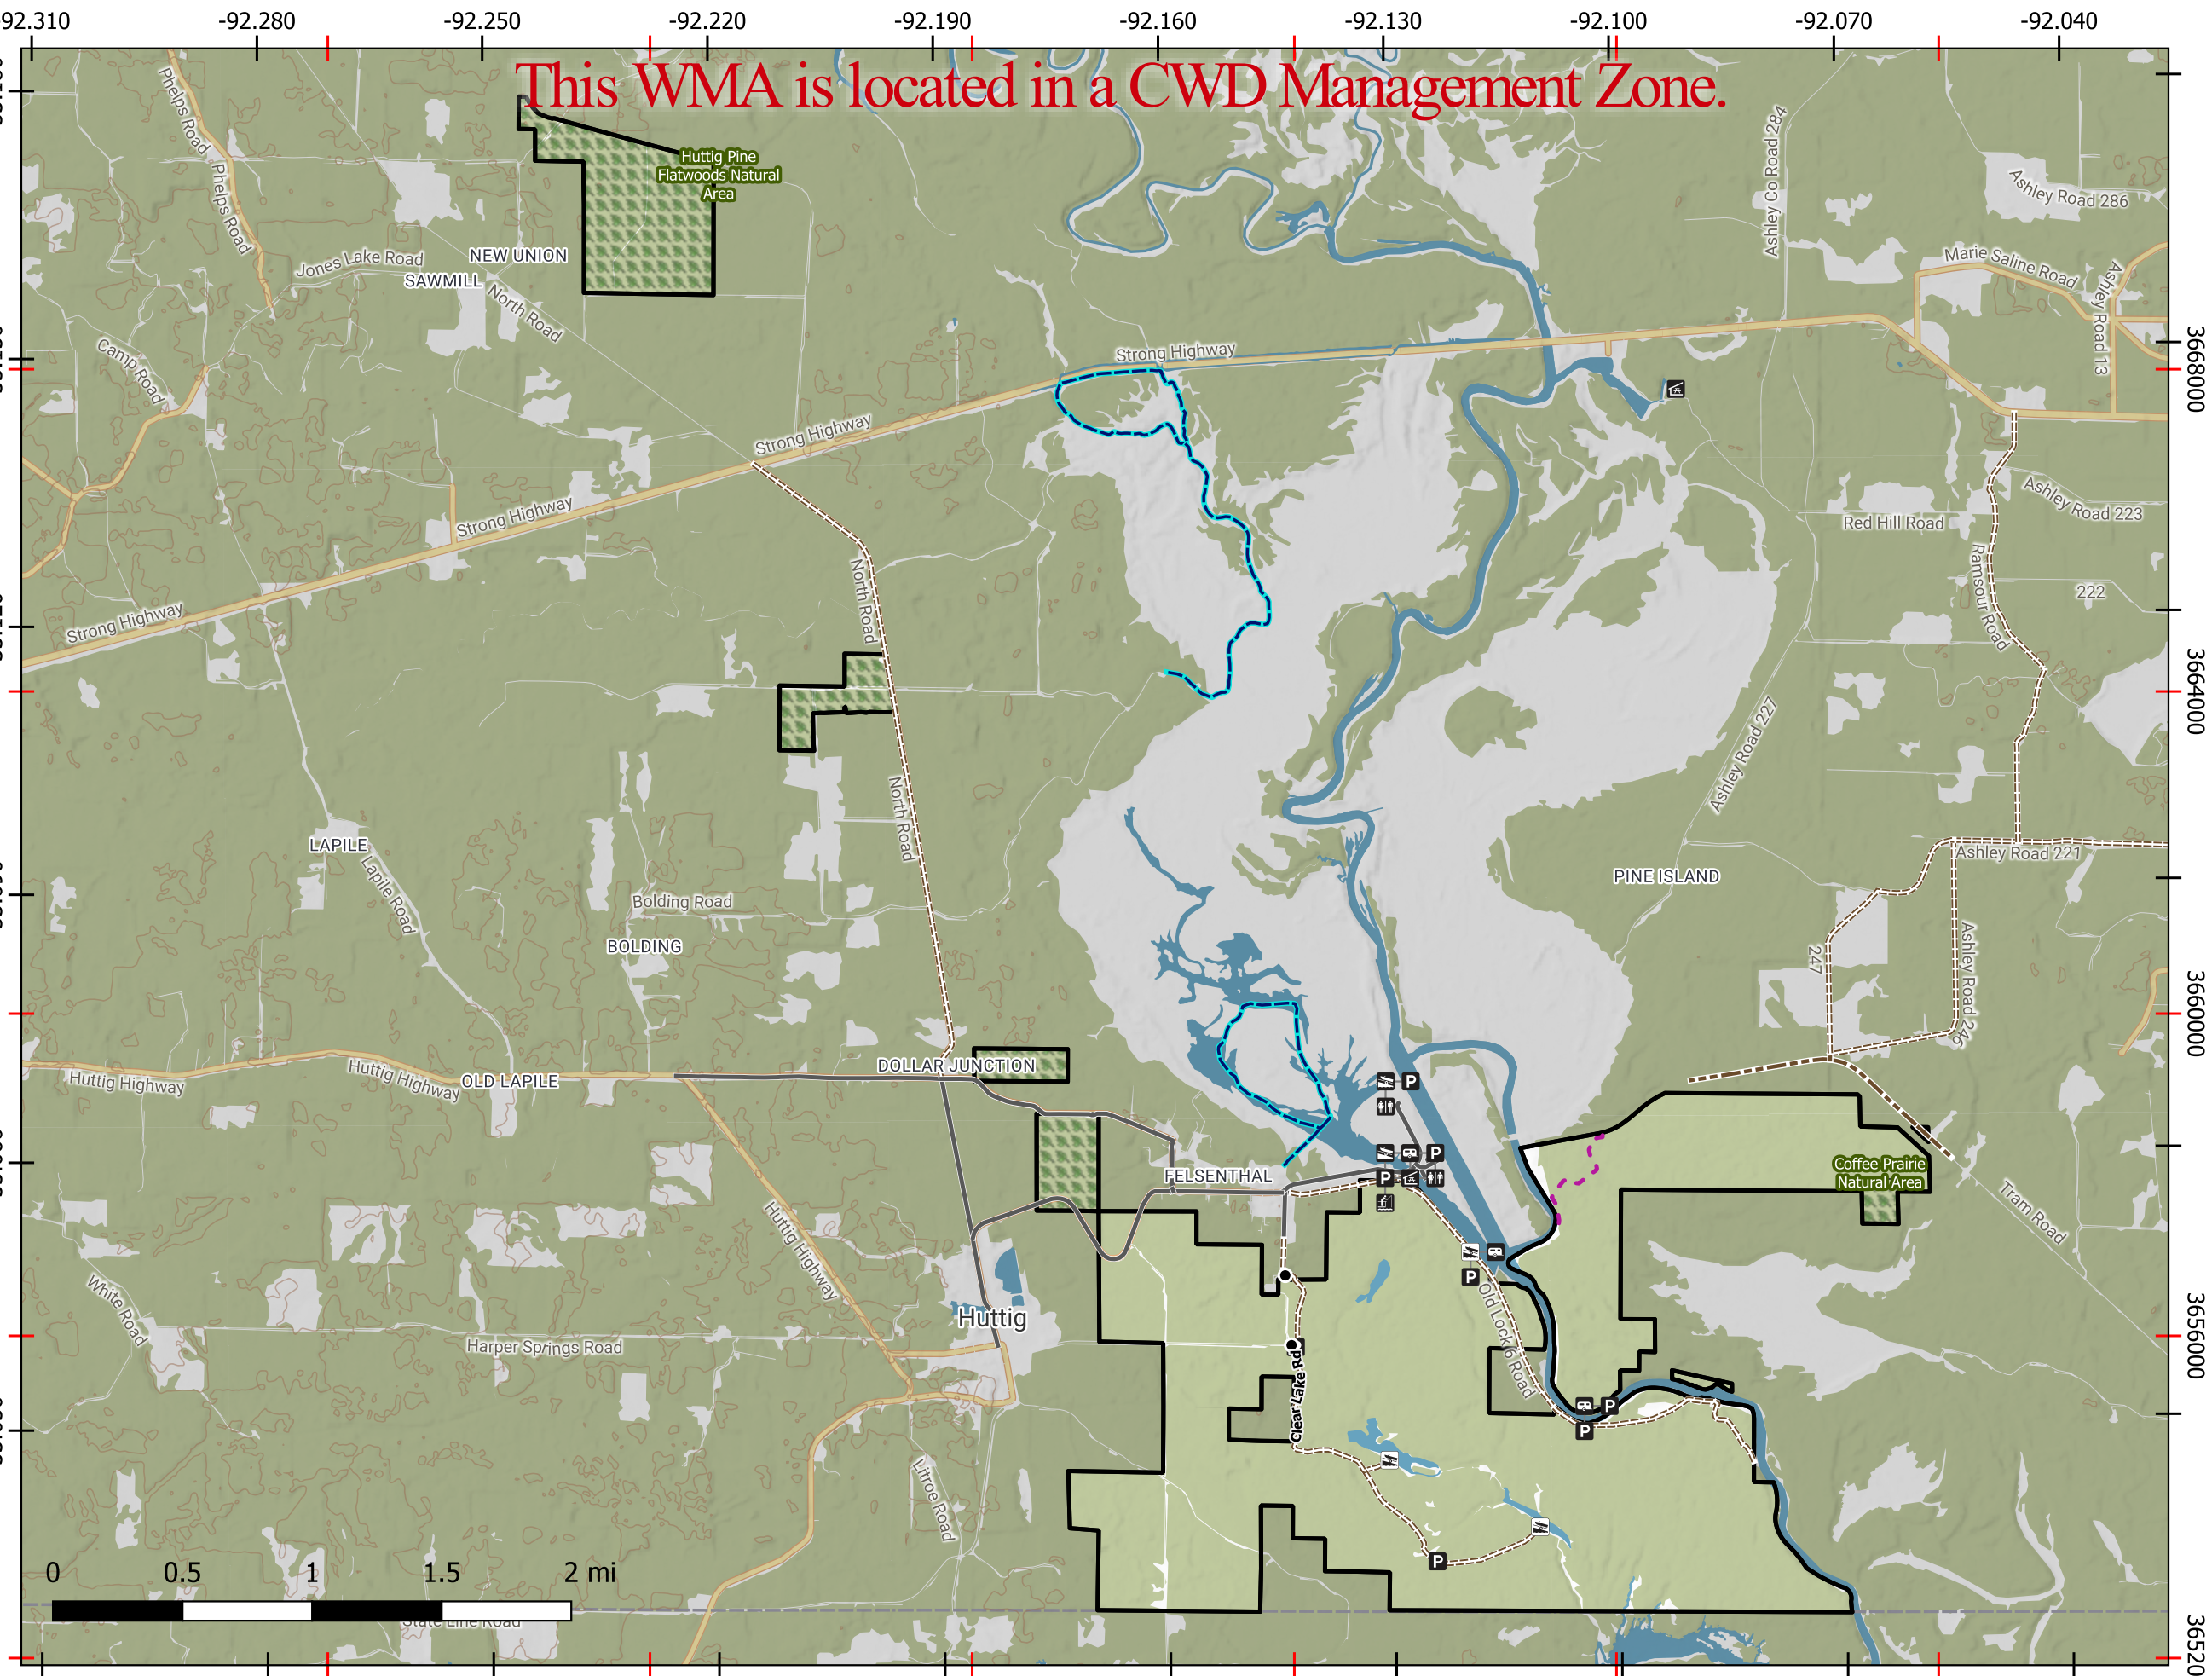 -92.310 -92.280 -92.250 -92.220 -92.190 -92.160 -92.130 -92.100 -92.070 -92.040
This WMA is located in a CWD Management Zone.
Phelps Road
Phelps Road
Huttig Pine
Flatwoods Natural
Area
Ashley Co Road 284
Ashley Road 286
NEW UNION
Jones Lake Road
SAWMILL
North Road
Marie Saline Road
Ashley Road 13
Camp Road
Strong Highway
3668000
Strong Highway
Strong Highway
Red Hill Road
Ashley Road 223
North Road
Ramsour Road
222
Strong Highway
3664000
Ashley Road 227
North Road
LAPILE
Lapile Road
Ashley Road 221
PINE ISLAND
Bolding Road
BOLDING
247
Ashley Road 246
3660000
DOLLAR JUNCTION
Huttig Highway
Huttig Highway
OLD LAPILE
P
FELSENTHAL
P
P
Coffee Prairie
Natural Area
Tram Road
Huttig Highway
P
Old Lock 6 Road
White Road
Huttig
Harper Springs Road
3656000
Clear Lake Rd
P
P
Litroe Road
P
0 0.5 1 1.5 2 mi
State Line Road